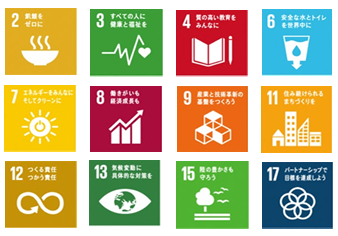 2 飢餓を
ゼロに
3 すべての人に
健康と福祉を
4 質の高い教育を
みんなに
6 安全な水とトイレ
を世界中に
7 エネルギーをみんなに
そしてクリーンに
8 働きがいも
経済成長も
9 産業と技術革新の
基盤をつくろう
11 住み続けられる
まちづくりを
12 つくる責任
つかう責任
13 気候変動に
具体的な対策を
15 陸の豊かさも
守ろう
17 パートナーシップで
目標を達成しよう